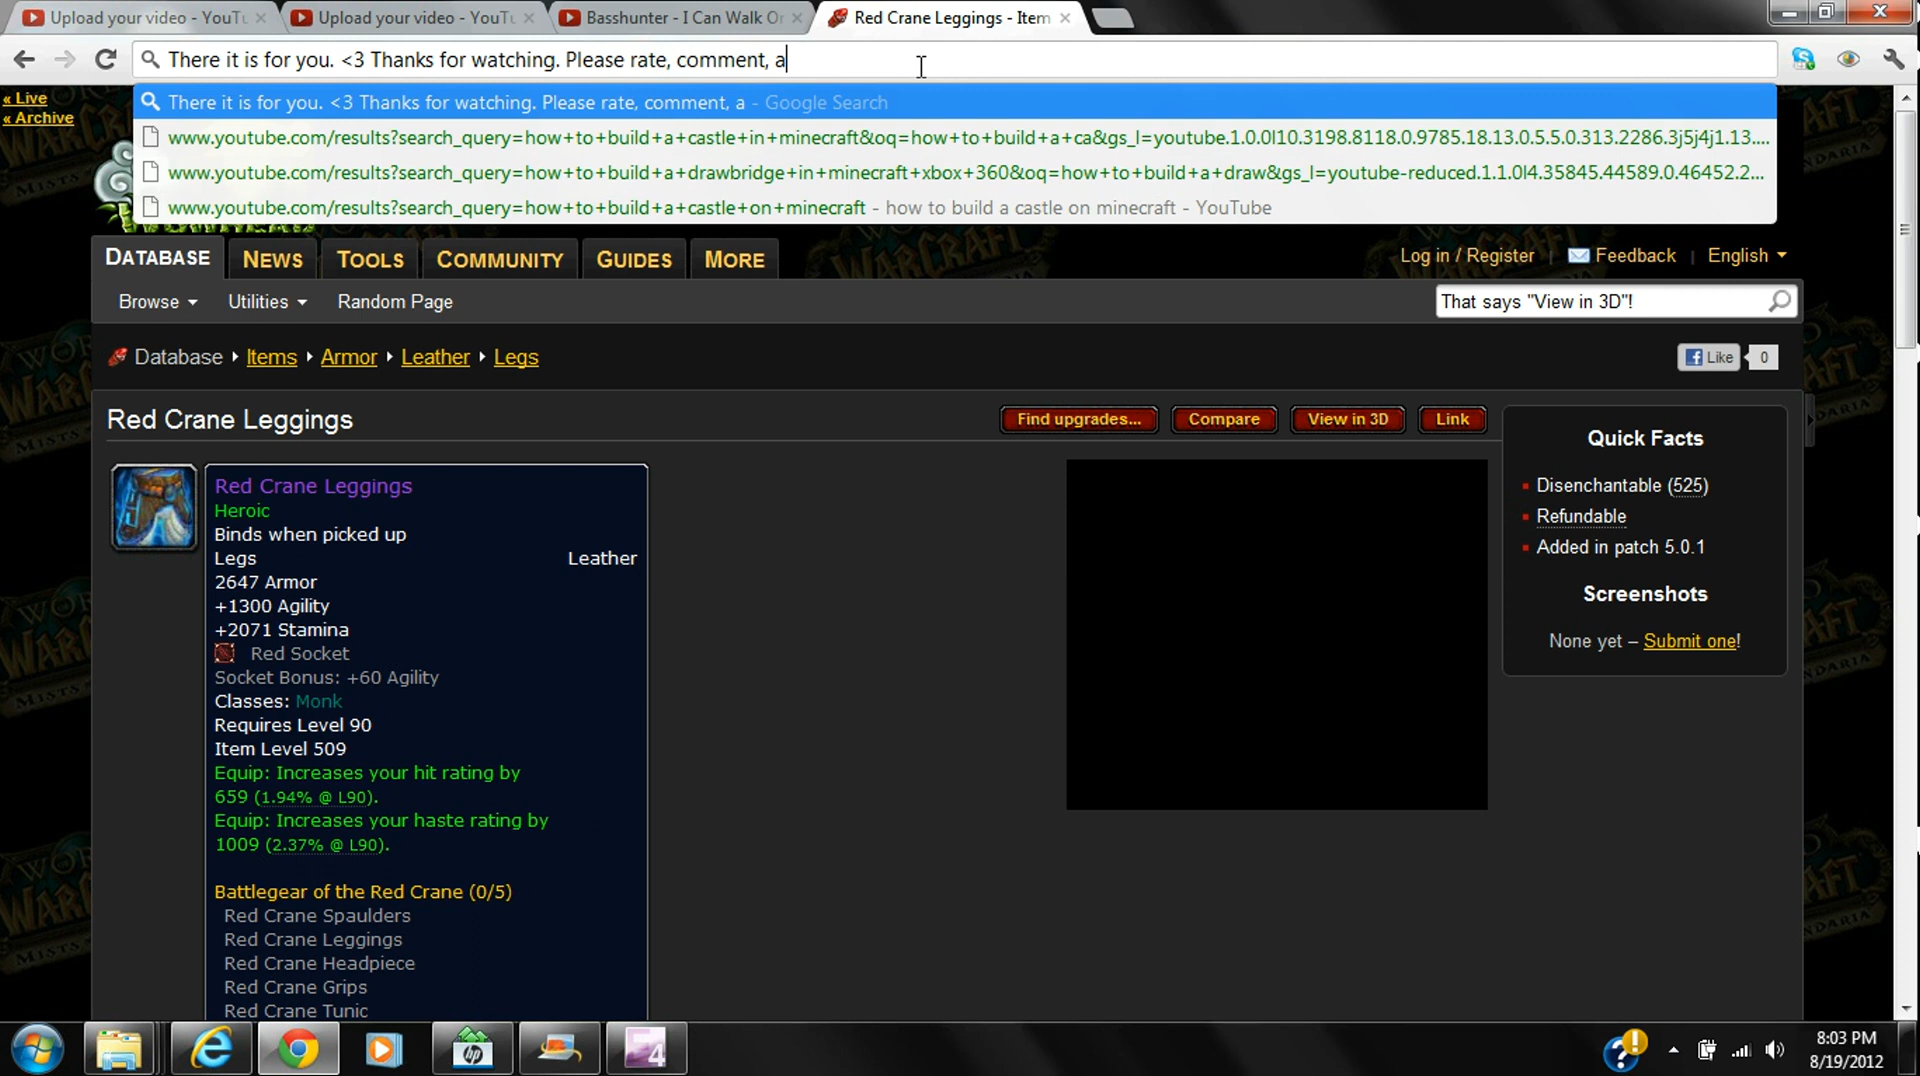 Upload your video - YouTu
Upload your video - YouTu
Basshunter - I Can Walk On
Red Crane Leggings - Item
There it is for you. <3 Thanks for watching. Please rate, comment, a
There it is for you. <3 Thanks for watching. Please rate, comment, a - Google Search
www.youtube.com/results?search_query=how+to+build+a+castle+in+minecraft&oq=how+to+build+a+ca&gs_l=youtube.1.0.0l10.3198.8118.0.9785.18.13.0.5.5.0.313.2286.3j5j4j1.13....
www.youtube.com/results?search_query=how+to+build+a+drawbridge+in+minecraft+xbox+360&oq=how+to+build+a+draw&gs_l=youtube-reduced.1.1.0l4.35845.44589.0.46452.2...
www.youtube.com/results?search_query=how+to+build+a+castle+on+minecraft - how to build a castle on minecraft - YouTube
« Live
« Archive
DATABASE NEWS TOOLS COMMUNITY GUIDES MORE
Log in / Register | Feedback | English
Browse Utilities Random Page
That says "View in 3D"!
Database Items Armor Leather Legs
Like 0
Red Crane Leggings
Find upgrades... Compare View in 3D Link
Red Crane Leggings
Heroic
Binds when picked up
Legs Leather
2647 Armor
+1300 Agility
+2071 Stamina
Red Socket
Socket Bonus: +60 Agility
Classes: Monk
Requires Level 90
Item Level 509
Equip: Increases your hit rating by
659 (1.94% @ L90).
Equip: Increases your haste rating by
1009 (2.37% @ L90).
Battlegear of the Red Crane (0/5)
Red Crane Spaulders
Red Crane Leggings
Red Crane Headpiece
Red Crane Grips
Red Crane Tunic
Quick Facts
Disenchantable (525)
Refundable
Added in patch 5.0.1
Screenshots
None yet – Submit one!
hp
4
8:03 PM
8/19/2012